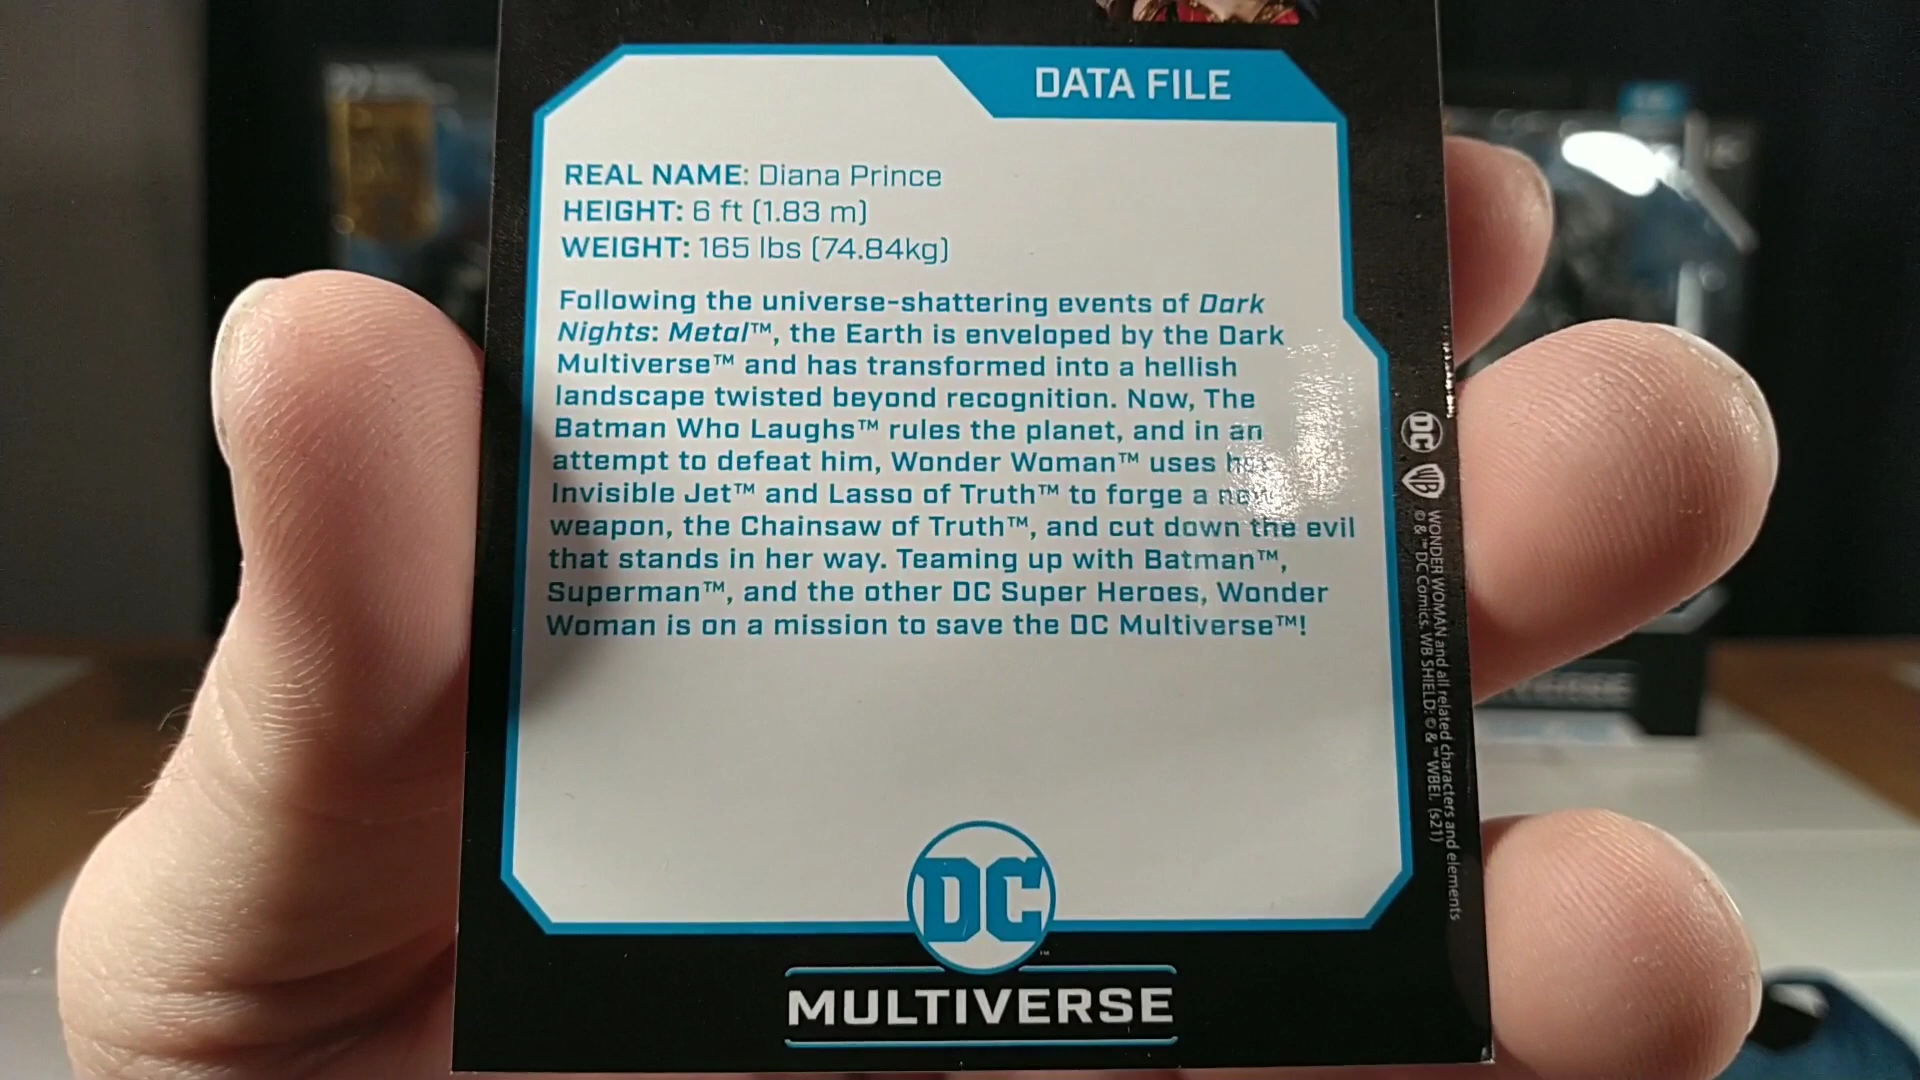 DATA FILE
REAL NAME: Diana Prince
HEIGHT: 6 ft (1.83 m)
WEIGHT: 165 lbs (74.84kg)
Following the universe-shattering events of Dark
Nights: Metal™, the Earth is enveloped by the Dark
Multiverse™ and has transformed into a hellish
landscape twisted beyond recognition. Now, The
Batman Who Laughs™ rules the planet, and in an
attempt to defeat him, Wonder Woman™ uses her
Invisible Jet™ and Lasso of Truth™ to forge a new
weapon, the Chainsaw of Truth™, and cut down the evil
that stands in her way. Teaming up with Batman™,
Superman™, and the other DC Super Heroes, Wonder
Woman is on a mission to save the DC Multiverse™!
DC™
MULTIVERSE
DC WB
WONDER WOMAN and all related characters and elements
© & ™ DC Comics. WB SHIELD: © & ™ WBEI. (s21)